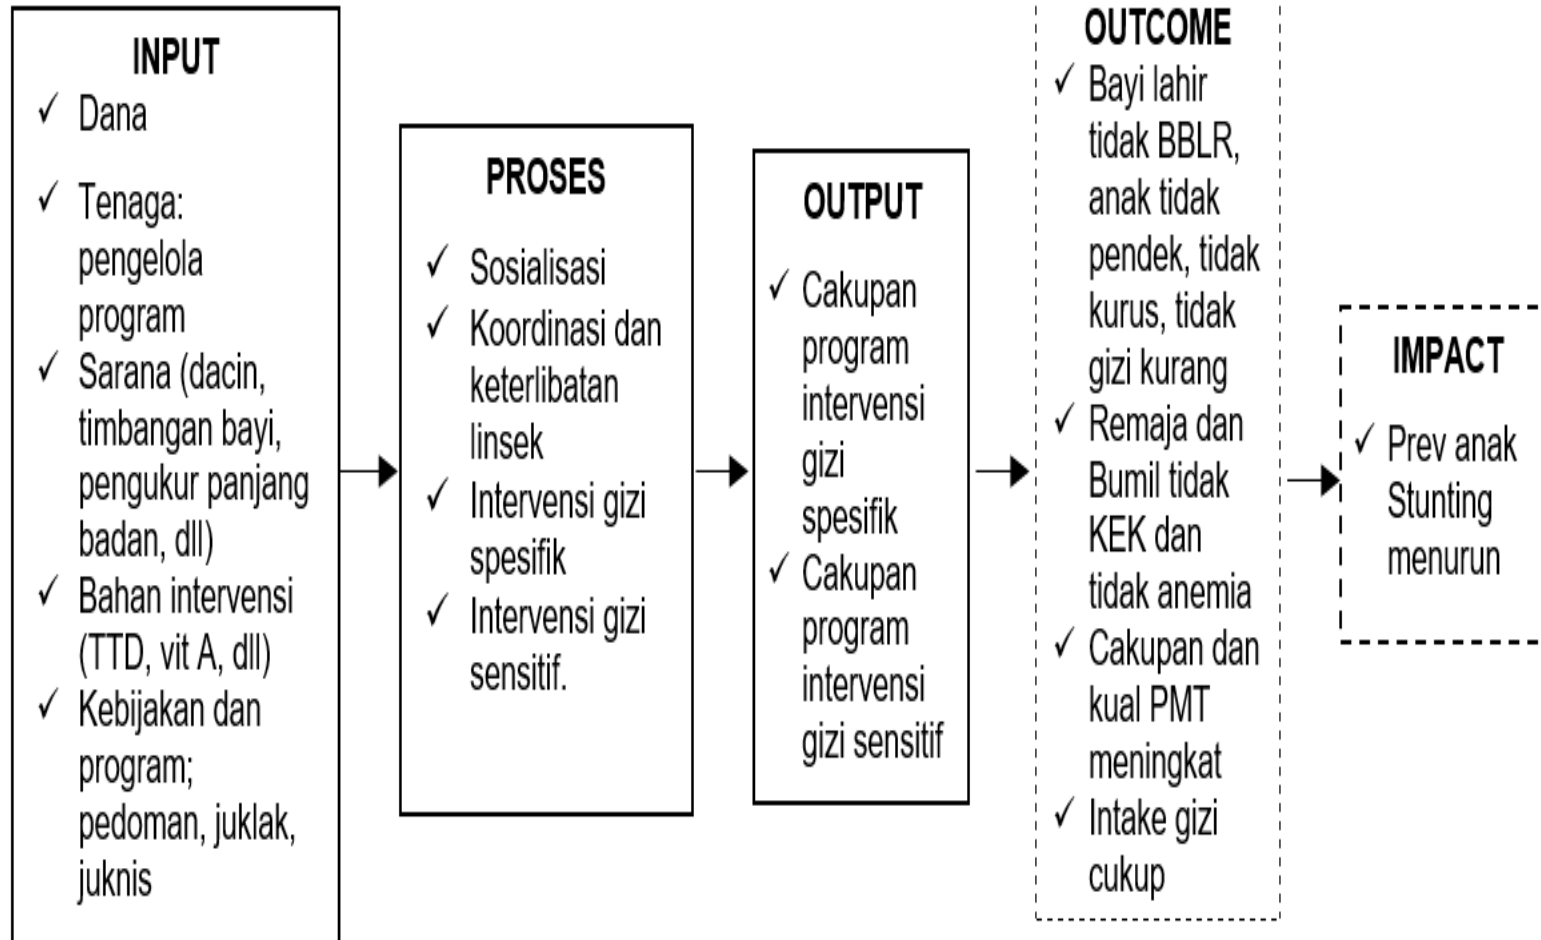 INPUT
✓ Dana
✓ Tenaga:
pengelola
program
✓ Sarana (dacin,
timbangan bayi,
pengukur panjang
badan, dll)
✓ Bahan intervensi
(TTD, vit A, dll)
✓ Kebijakan dan
program;
pedoman, juklak,
juknis
PROSES
✓ Sosialisasi
✓ Koordinasi dan
keterlibatan
linsek
✓ Intervensi gizi
spesifik
✓ Intervensi gizi
sensitif.
OUTPUT
✓ Cakupan
program
intervensi
gizi
spesifik
✓ Cakupan
program
intervensi
gizi sensitif
OUTCOME
✓ Bayi lahir
tidak BBLR,
anak tidak
pendek, tidak
kurus, tidak
gizi kurang
✓ Remaja dan
Bumil tidak
KEK dan
tidak anemia
✓ Cakupan dan
kual PMT
meningkat
✓ Intake gizi
cukup
IMPACT
✓ Prev anak
Stunting
menurun